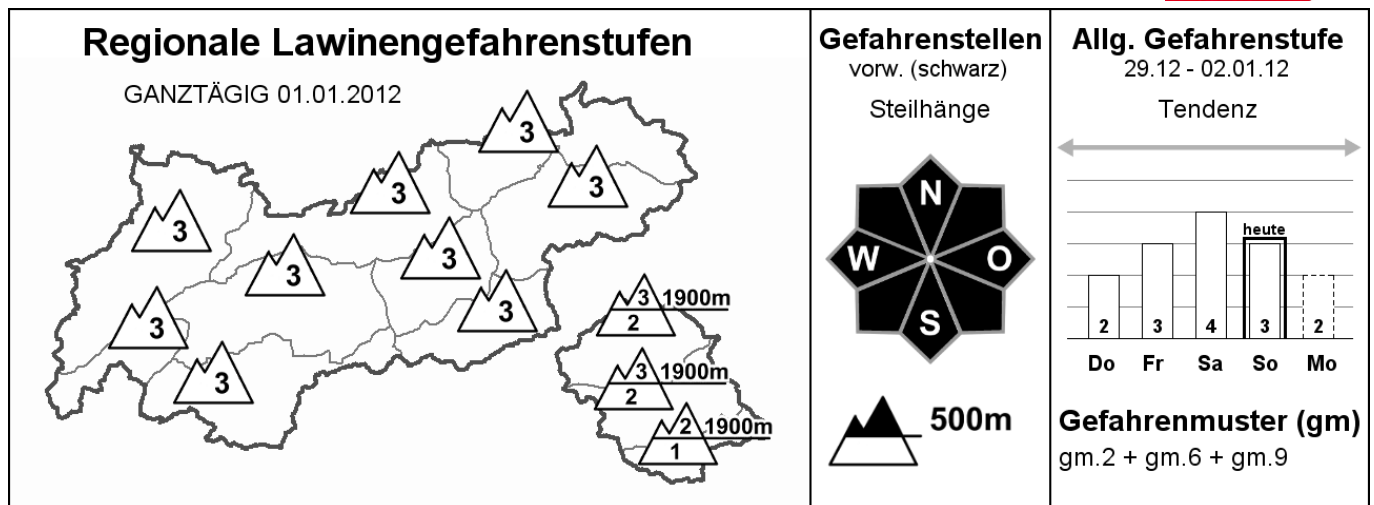 Regionale Lawinengefahrenstufen
GANZTÄGIG 01.01.2012
3
3
3
3
3
3
3
3
3
3
3 1900m
2
3 1900m
2
2 1900m
1
Gefahrenstellen
vorw. (schwarz)
Steilhänge
N
W O
S
500m
Allg. Gefahrenstufe
29.12 - 02.01.12
Tendenz
heute
2 3 4 3 2
Do Fr Sa So Mo
Gefahrenmuster (gm)
gm.2 + gm.6 + gm.9